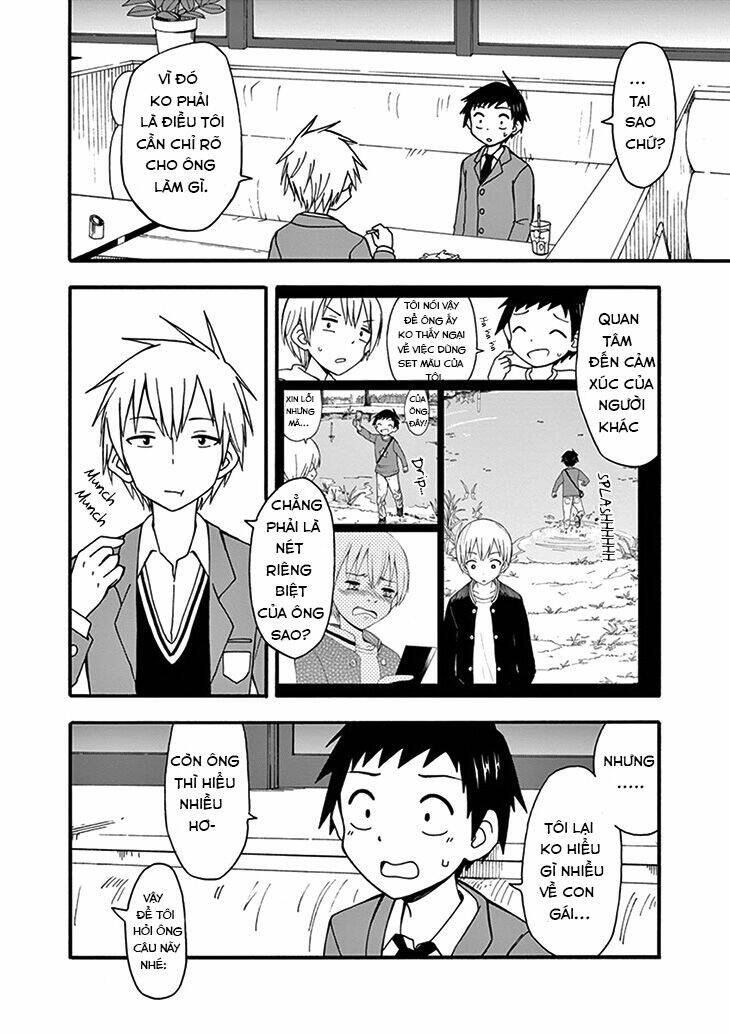 ...
TẠI
SAO
CHỨ?
VÌ ĐÓ
KO PHẢI
LÀ ĐIỀU TÔI
CẦN CHỈ RÕ
CHO ÔNG
LÀM GÌ.
QUAN
TÂM
ĐẾN CẢM
XÚC CỦA
NGƯỜI
KHÁC
Ha ha ha
TÔI NÓI VẬY
ĐỂ ÔNG ẤY
KO THẤY NGẠI
VỀ VIỆC DÙNG
SET MÀU CỦA
TÔI.
SPLASHHHHHH
CỦA
ÔNG
ĐÂY!
XIN LỖI
NHƯNG
MÀ...
Drip...
CHẲNG
PHẢI LÀ
NÉT
RIÊNG
BIỆT
CỦA ÔNG
SAO?
Munch
Munch
NHƯNG
.....
TÔI LẠI
KO HIỂU
GÌ NHIỀU
VỀ CON
GÁI...
CÒN ÔNG
THÌ HIỂU
NHIỀU
HƠ-
VẬY
ĐỂ TÔI
HỎI ÔNG
CÂU NÀY
NHÉ: